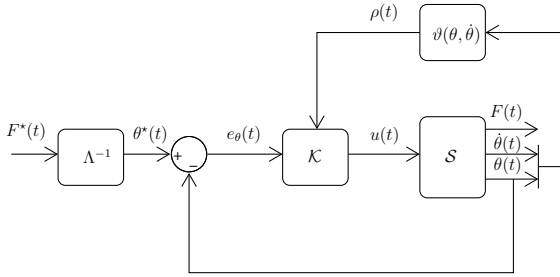 ρ(t)
ϑ(θ, θ̇)
F⋆(t)
Λ⁻¹
θ⋆(t)
+
−
e_θ(t)
𝒦
u(t)
𝒮
F(t)
θ̇(t)
θ(t)